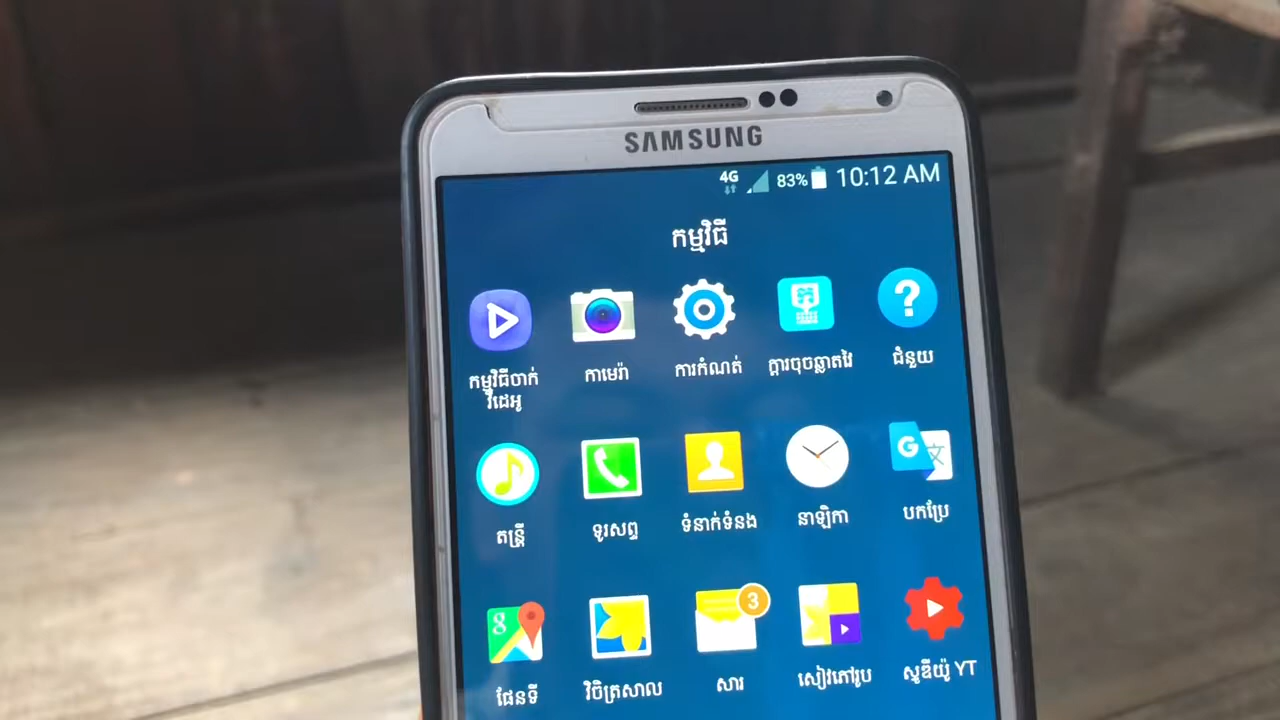 SAMSUNG
4G 83% 10:12 AM
កម្មវិធី
កម្មវិធីចាក់
វីដេអូ
កាមេរ៉ា
ការកំណត់
ក្ដារចុចឆ្លាតវៃ
ជំនួយ
តន្ត្រី
ទូរសព្ទ
ទំនាក់ទំនង
នាឡិកា
បកប្រែ
ផែនទី
វិចិត្រសាល
3
សារ
សៀវភៅរូប
ស្ទូឌីយ៉ូ YT